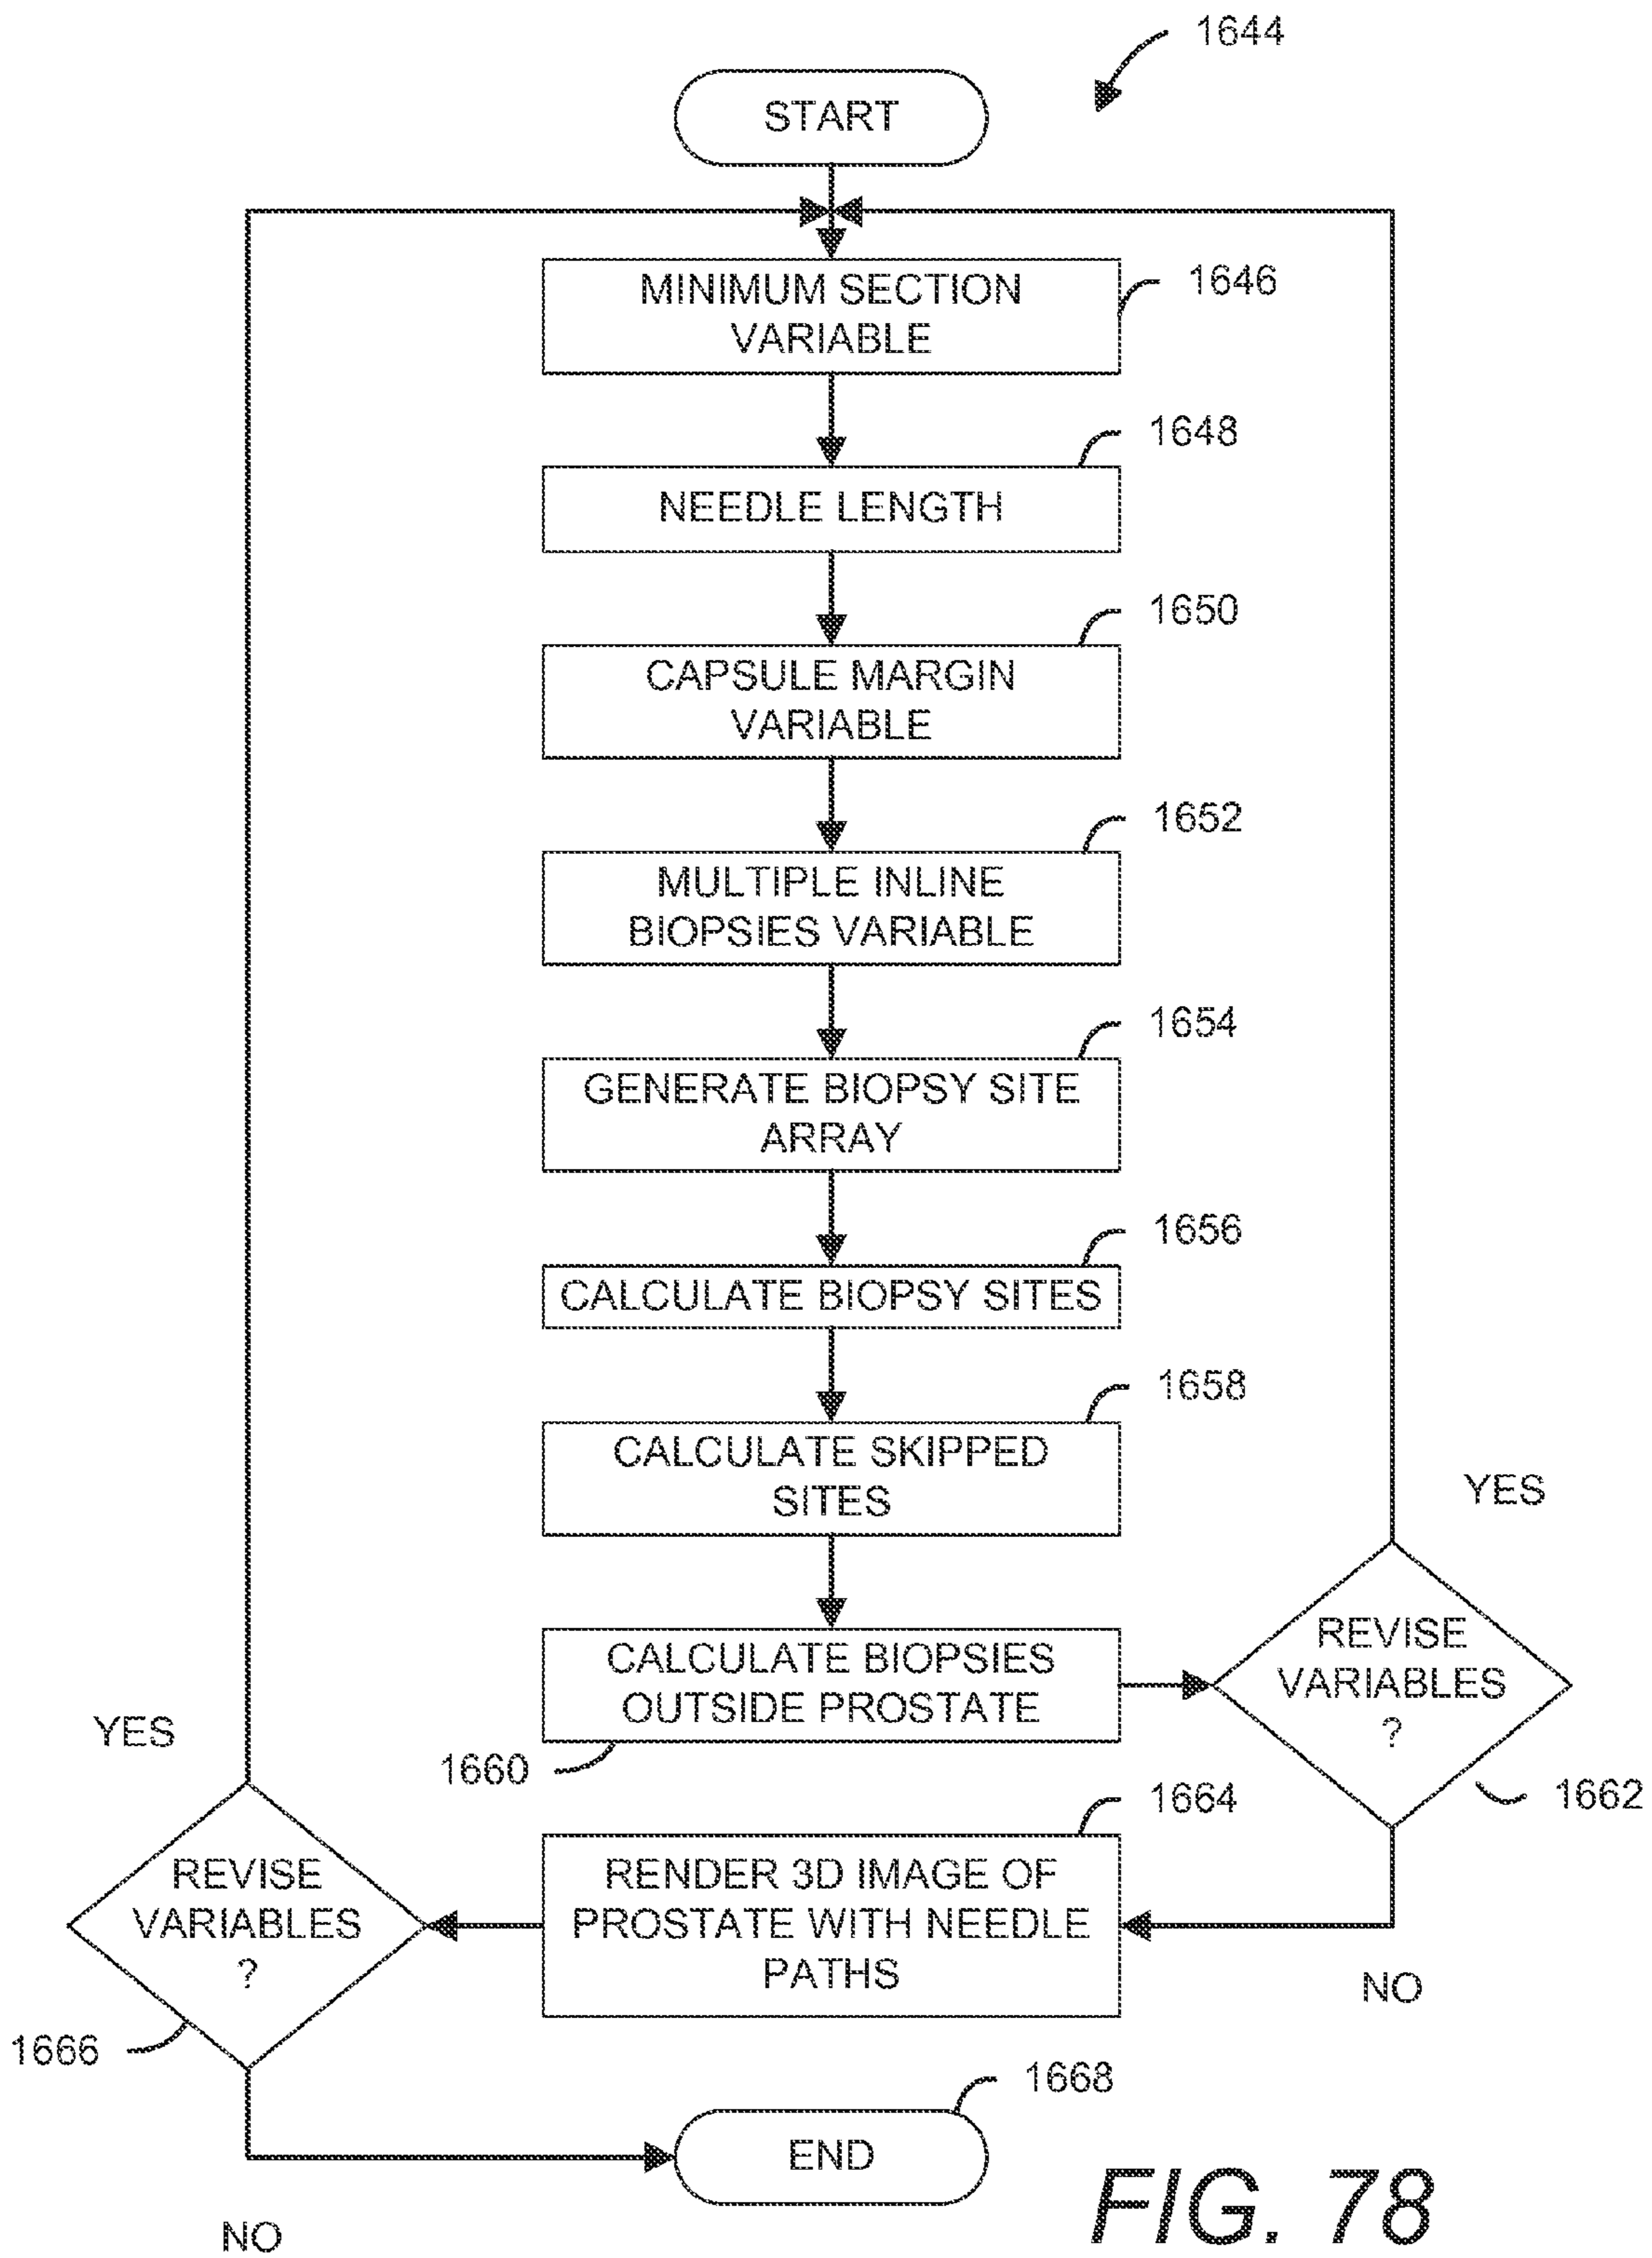 1644
START
MINIMUM SECTION
VARIABLE
1646
1648
NEEDLE LENGTH
1650
CAPSULE MARGIN
VARIABLE
1652
MULTIPLE INLINE
BIOPSIES VARIABLE
1654
GENERATE BIOPSY SITE
ARRAY
1656
CALCULATE BIOPSY SITES
1658
CALCULATE SKIPPED
SITES
YES
CALCULATE BIOPSIES
OUTSIDE PROSTATE
1660
REVISE
VARIABLES
?
1662
YES
1664
RENDER 3D IMAGE OF
PROSTATE WITH NEEDLE
PATHS
NO
REVISE
VARIABLES
?
1666
1668
END
NO
FIG. 78